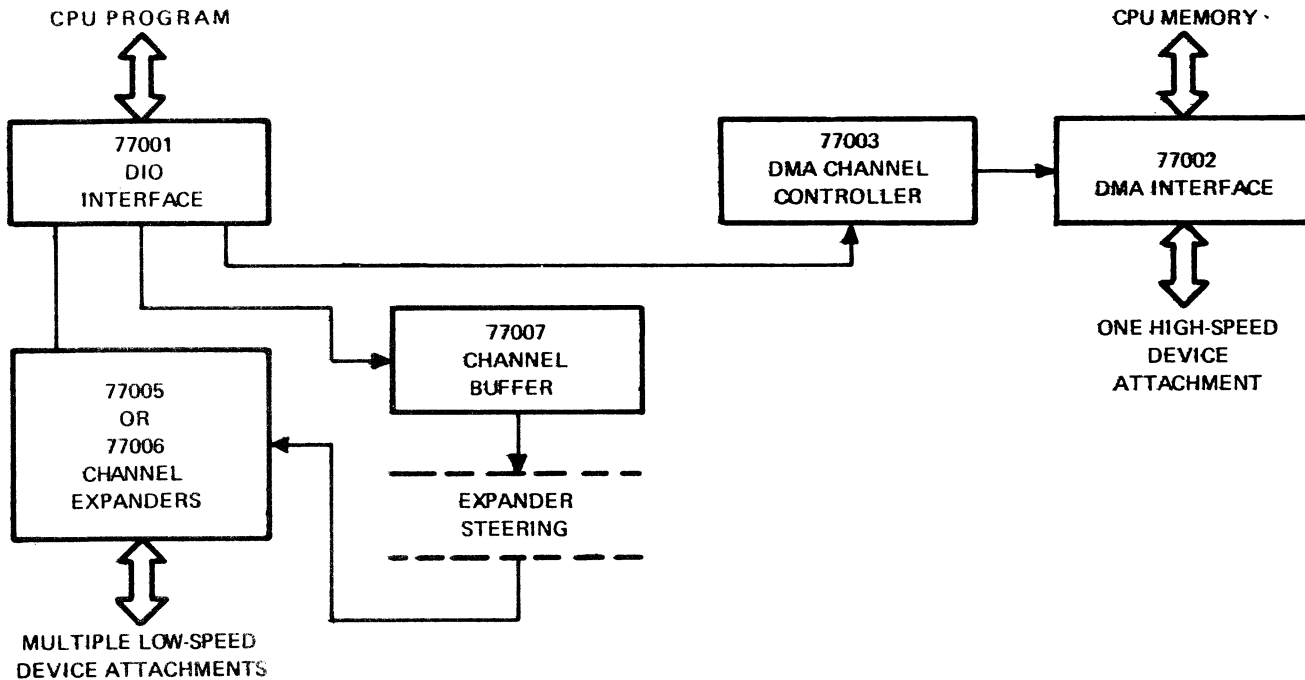 CPU PROGRAM
CPU MEMORY
77001
DIO
INTERFACE
77003
DMA CHANNEL
CONTROLLER
77002
DMA INTERFACE
77007
CHANNEL
BUFFER
ONE HIGH-SPEED
DEVICE
ATTACHMENT
77005
OR
77006
CHANNEL
EXPANDERS
EXPANDER
STEERING
MULTIPLE LOW-SPEED
DEVICE ATTACHMENTS